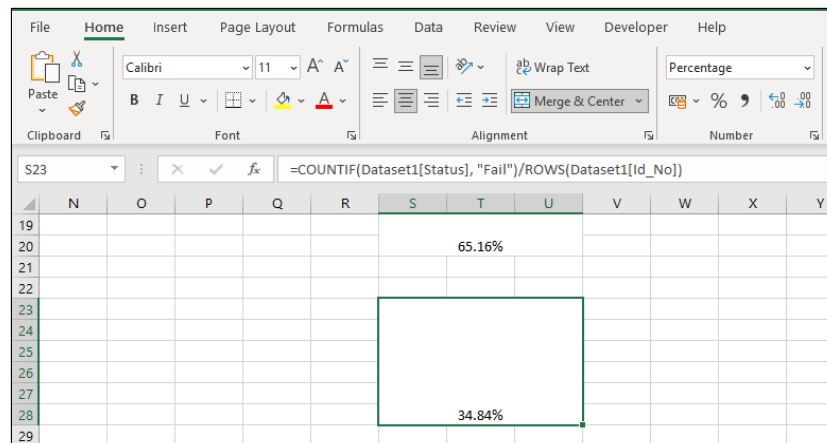 File Home Insert Page Layout Formulas Data Review View Developer Help
Calibri 11 A^ A˅ ab Wrap Text Percentage
Paste B I U A Merge & Center % 9 .00 .00
Clipboard Font Alignment Number
S23 fx =COUNTIF(Dataset1[Status], "Fail")/ROWS(Dataset1[Id_No])
N O P Q R S T U V W X Y
19
20 65.16%
21
22
23
24
25
26
27
28 34.84%
29